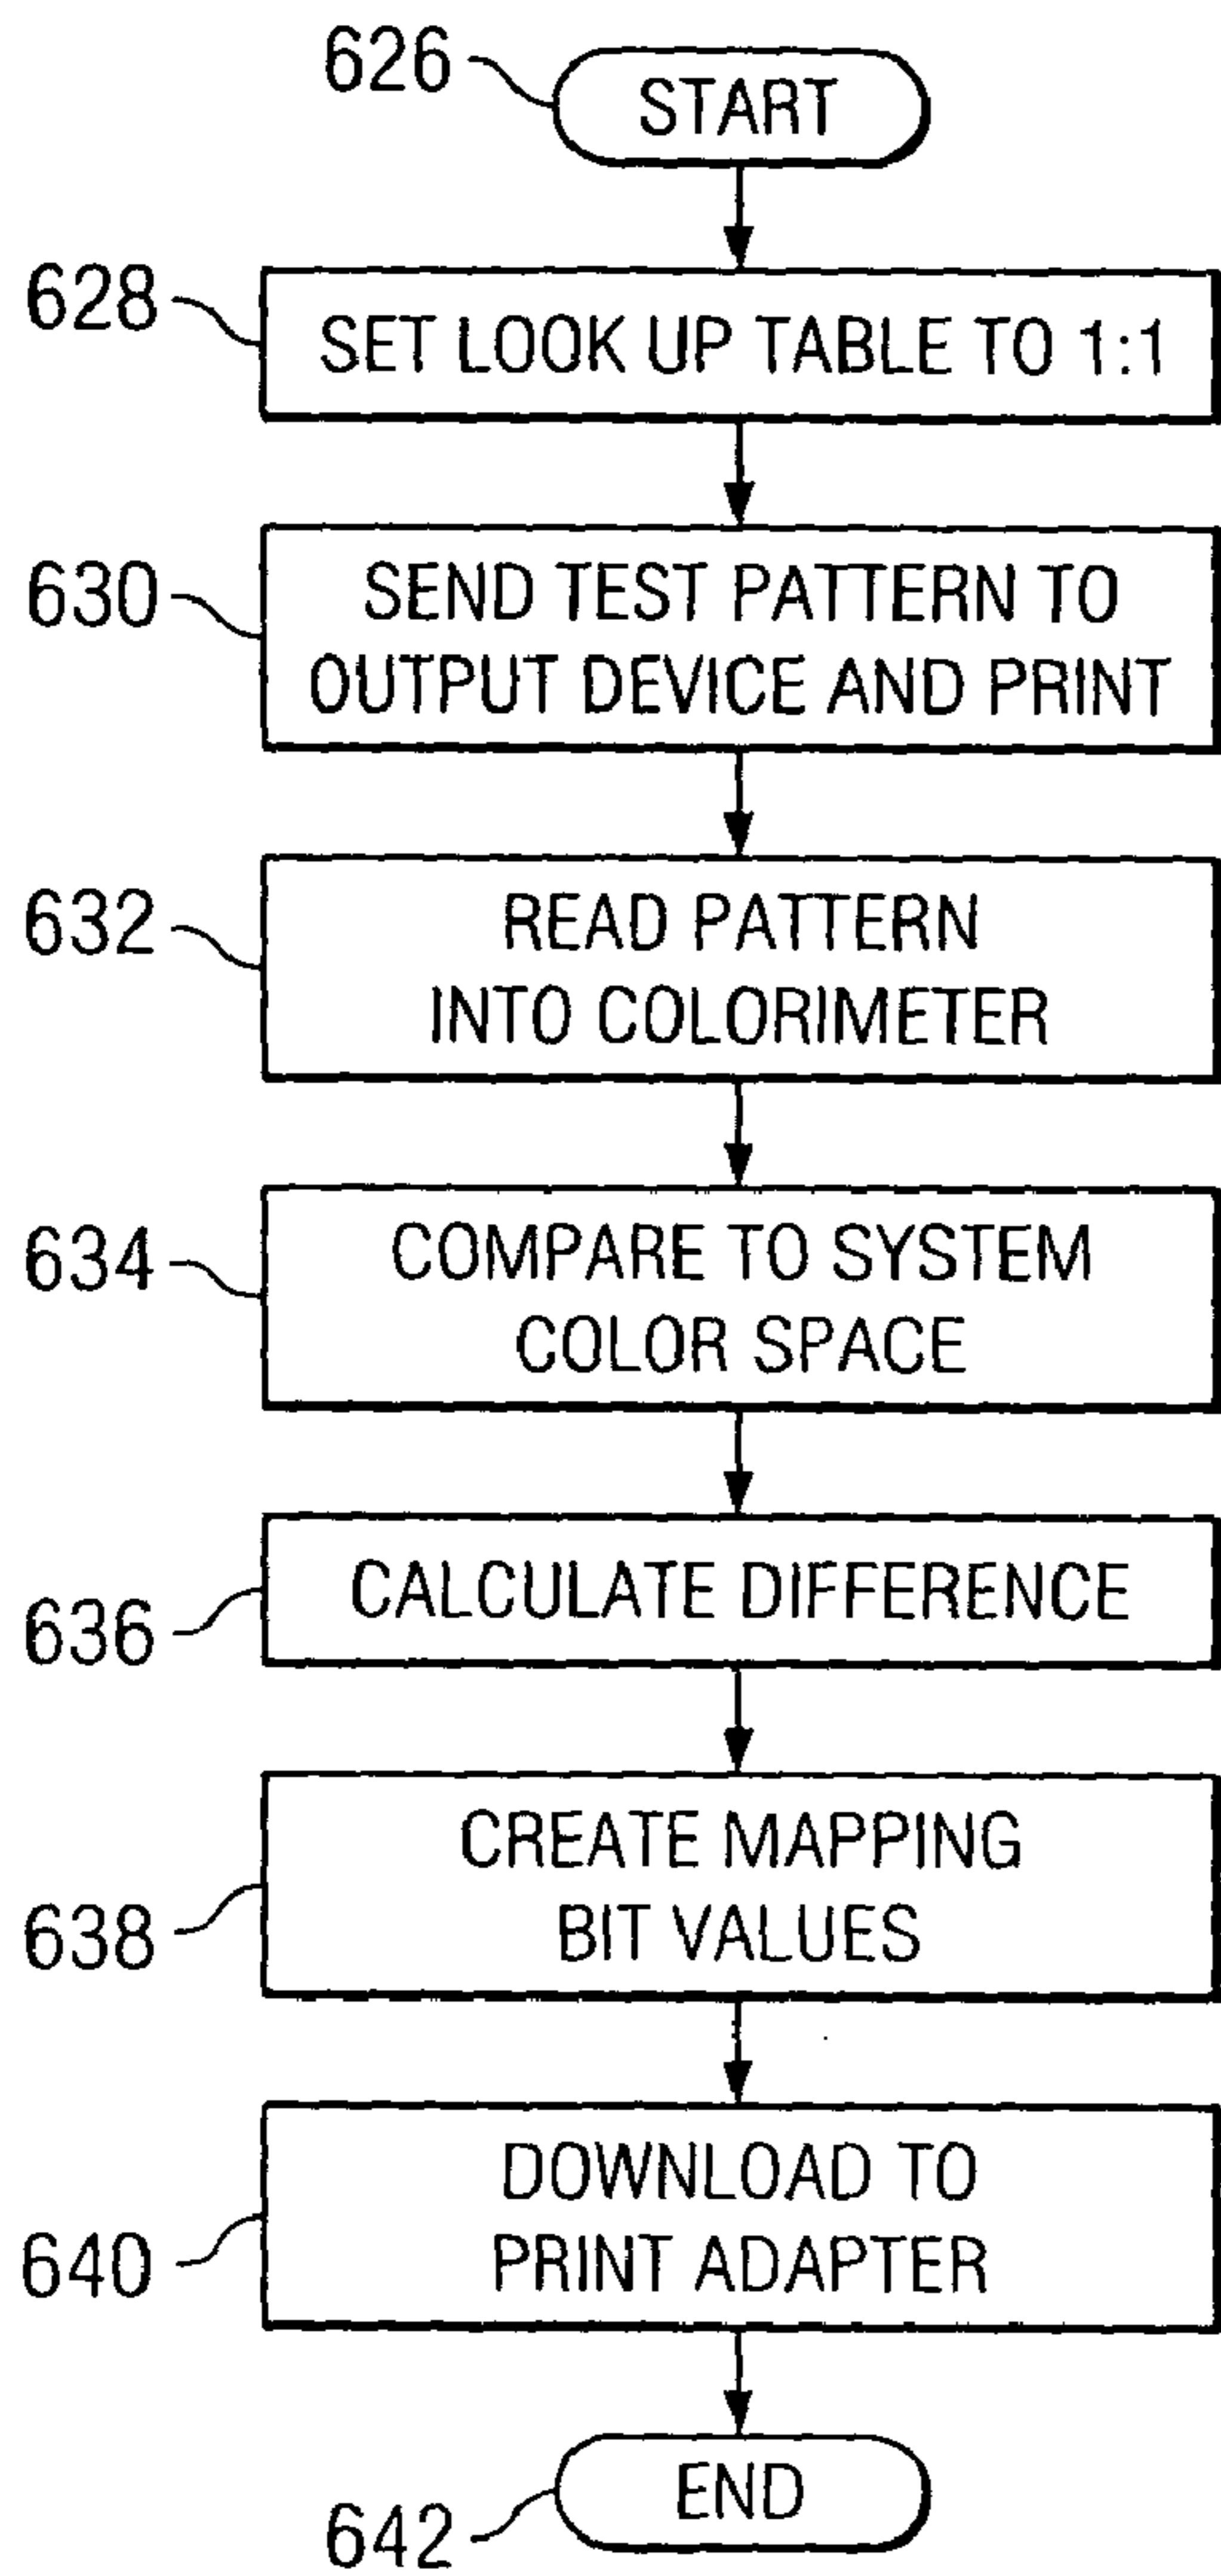 626
START
628
SET LOOK UP TABLE TO 1:1
630
SEND TEST PATTERN TO
OUTPUT DEVICE AND PRINT
632
READ PATTERN
INTO COLORIMETER
634
COMPARE TO SYSTEM
COLOR SPACE
636
CALCULATE DIFFERENCE
638
CREATE MAPPING
BIT VALUES
640
DOWNLOAD TO
PRINT ADAPTER
642
END